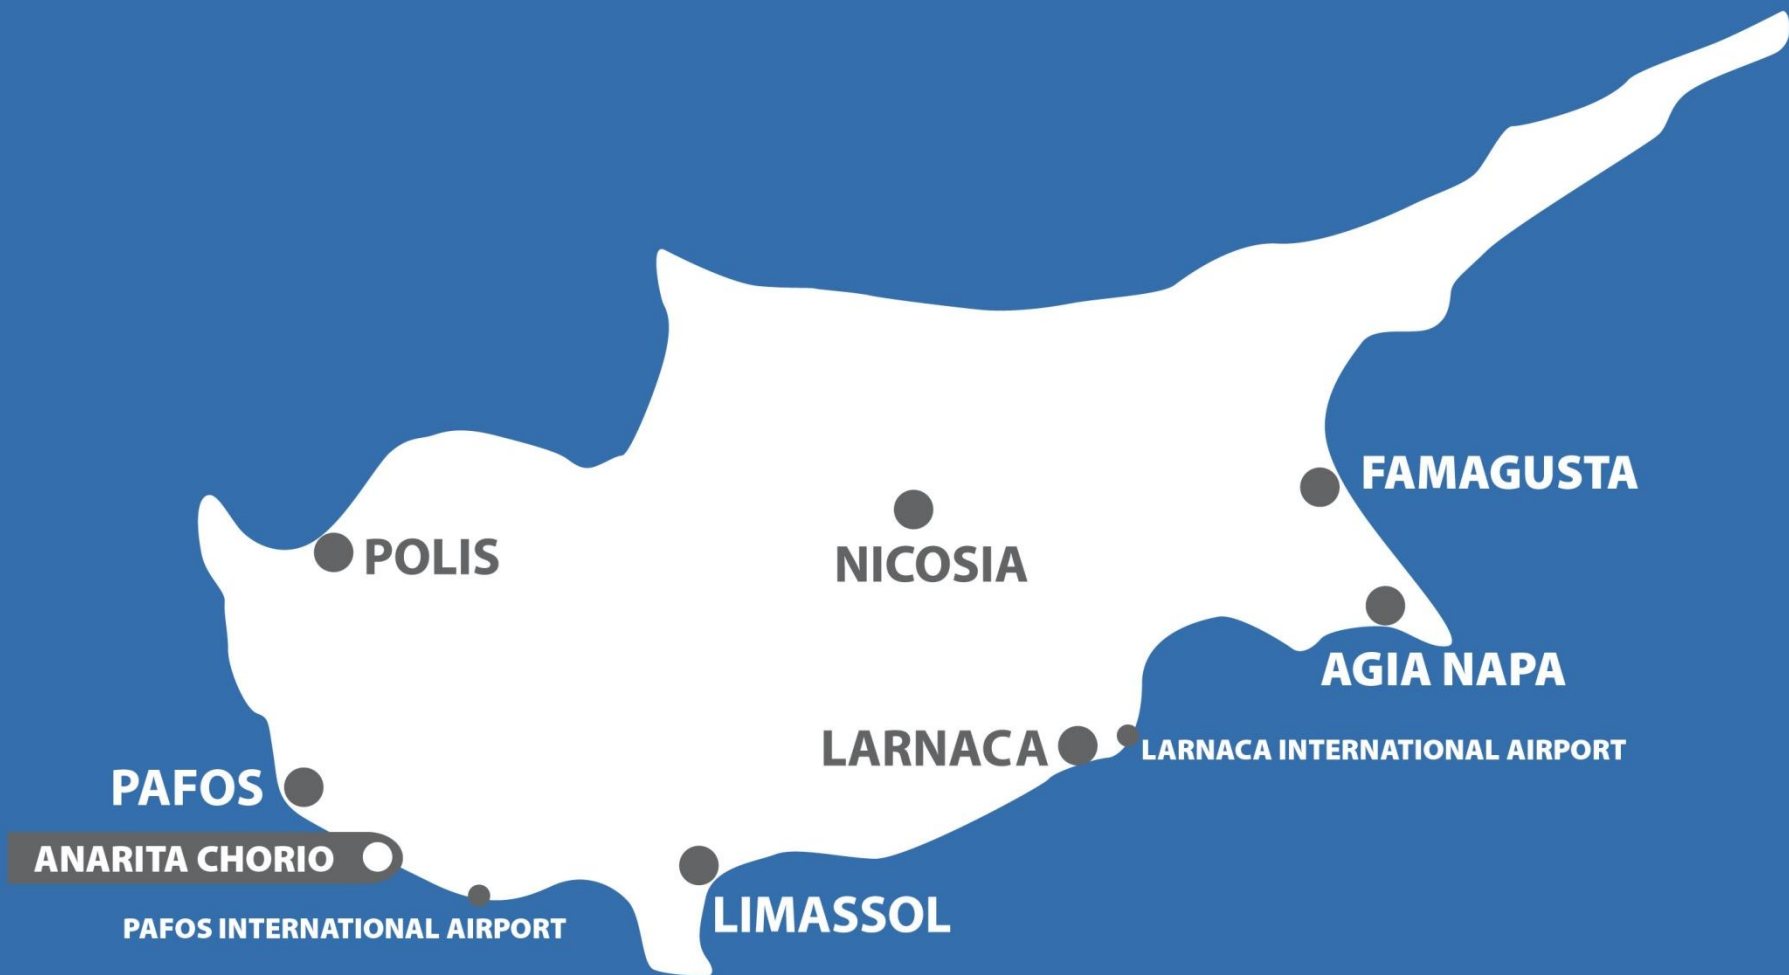 FAMAGUSTA
POLIS
NICOSIA
AGIA NAPA
LARNACA
LARNACA INTERNATIONAL AIRPORT
PAFOS
ANARITA CHORIO
LIMASSOL
PAFOS INTERNATIONAL AIRPORT